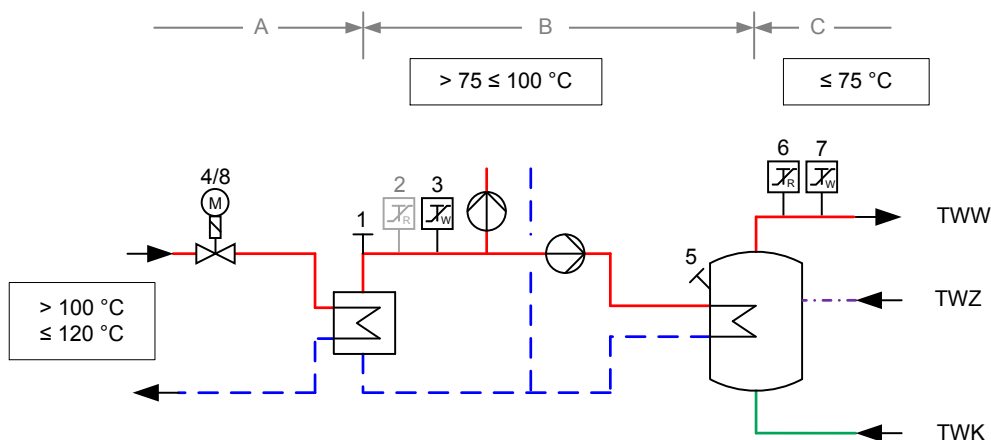 A B C
> 75 ≤ 100 °C ≤ 75 °C
4/8 2 3 6 7
M R W R W
1 TWW
5
> 100 °C
≤ 120 °C
TWZ
TWK